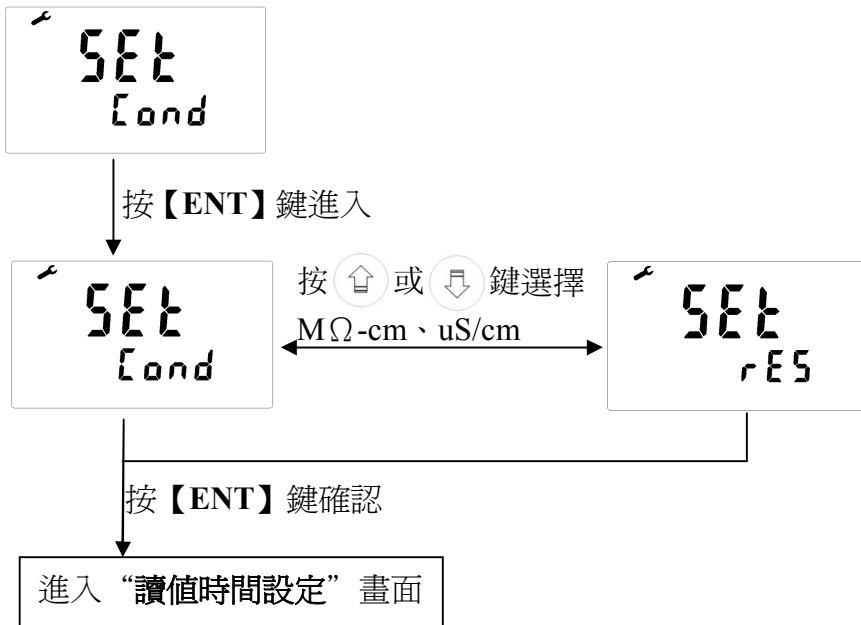 SEt
Cond
按【ENT】鍵進入
SEt
Cond
按 或 鍵選擇
MΩ-cm、uS/cm
SEt
rES
按【ENT】鍵確認
進入“讀值時間設定”畫面